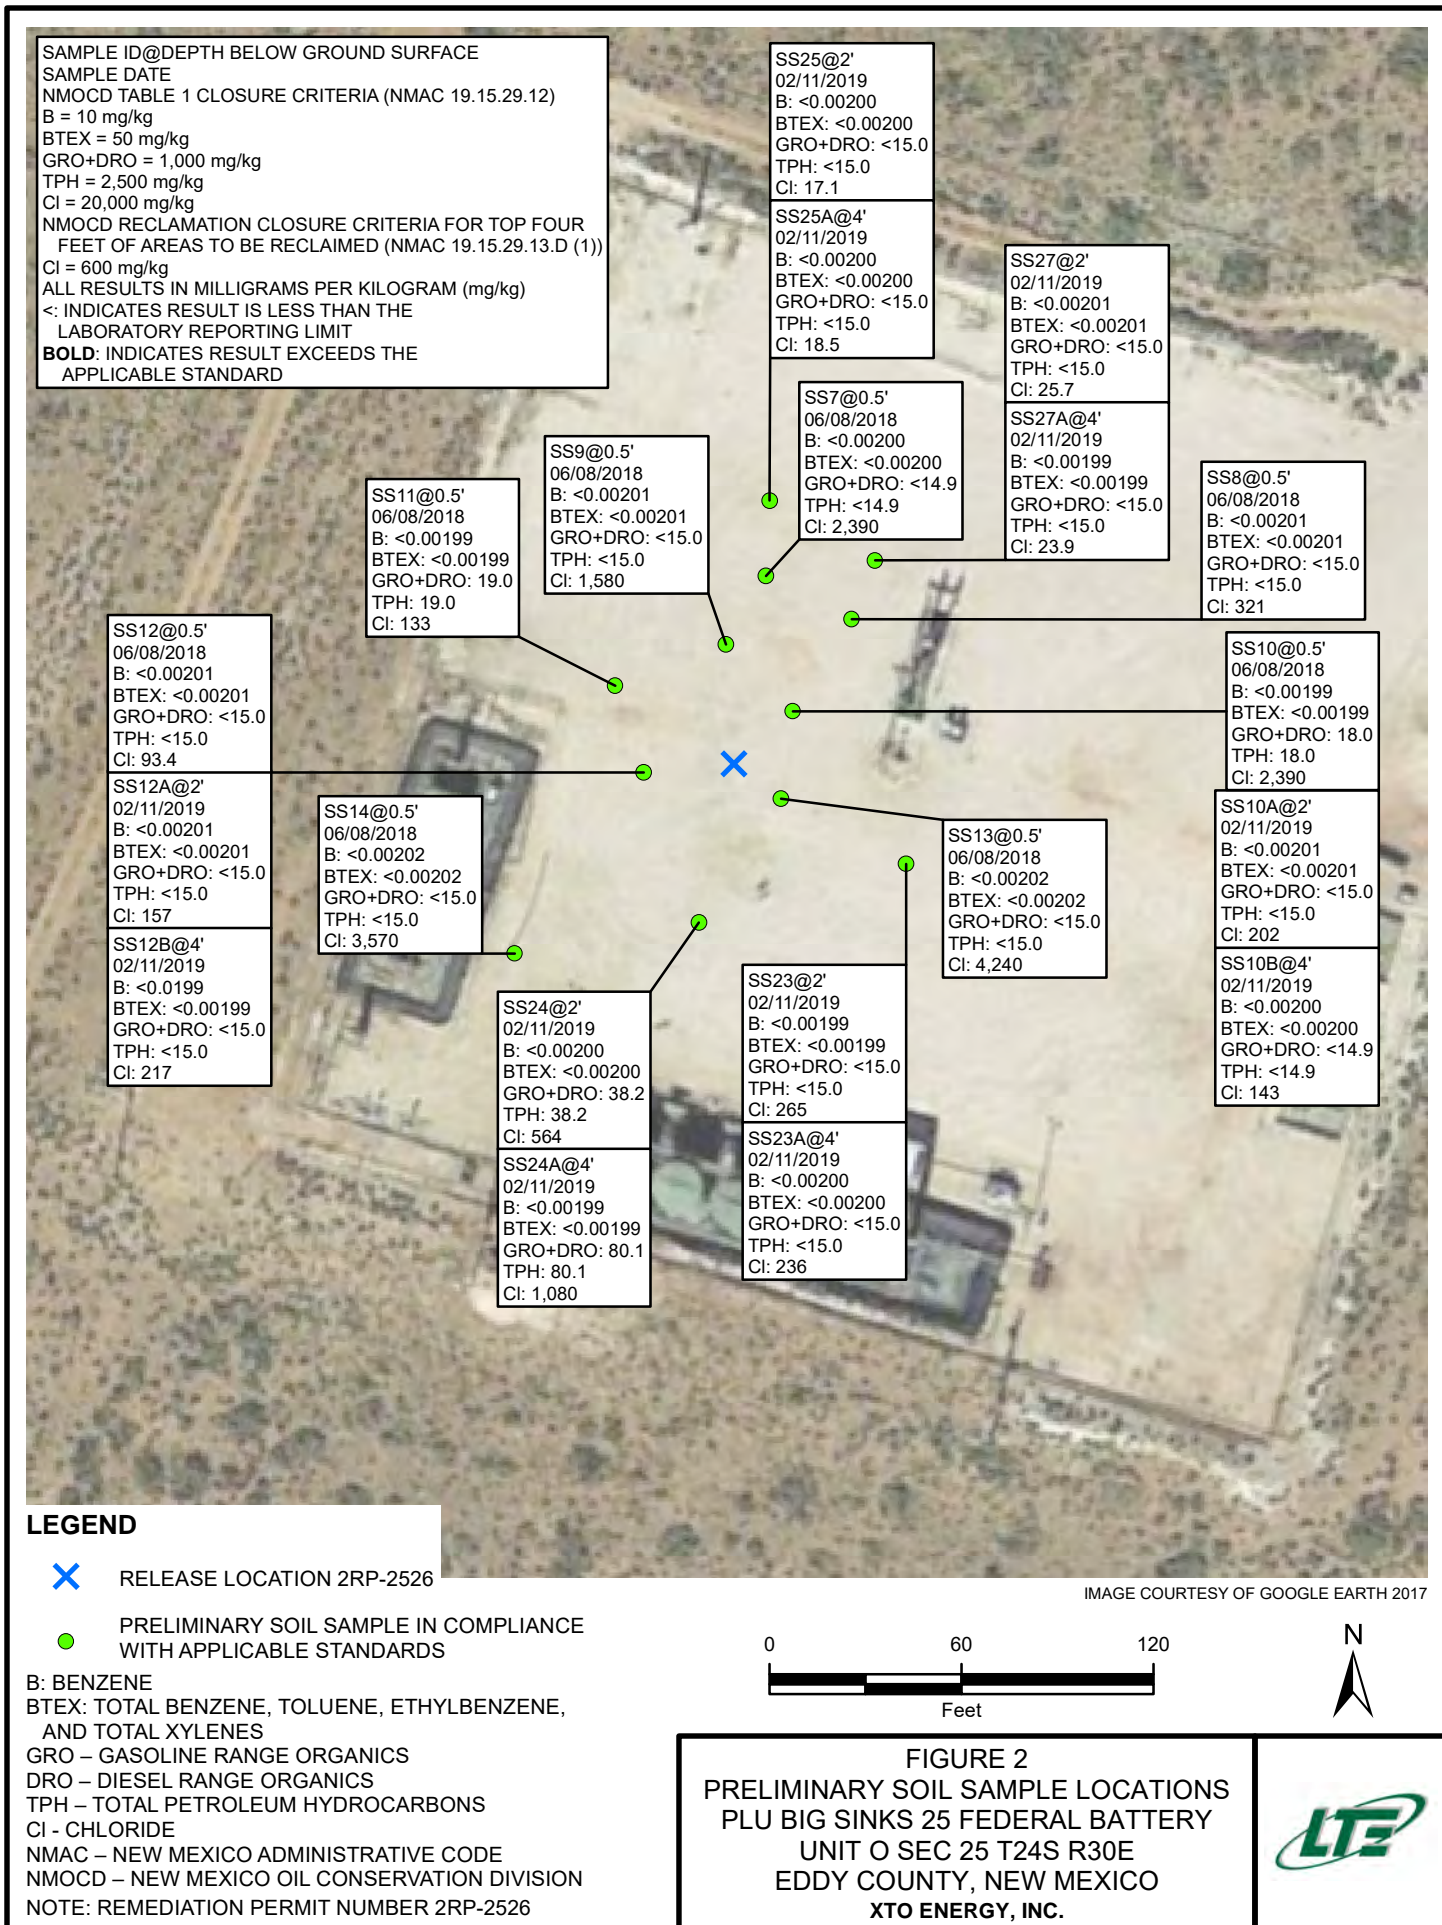 SAMPLE ID@DEPTH BELOW GROUND SURFACE
SAMPLE DATE
NMOCD TABLE 1 CLOSURE CRITERIA (NMAC 19.15.29.12)
B = 10 mg/kg
BTEX = 50 mg/kg
GRO+DRO = 1,000 mg/kg
TPH = 2,500 mg/kg
Cl = 20,000 mg/kg
NMOCD RECLAMATION CLOSURE CRITERIA FOR TOP FOUR
FEET OF AREAS TO BE RECLAIMED (NMAC 19.15.29.13.D (1))
Cl = 600 mg/kg
ALL RESULTS IN MILLIGRAMS PER KILOGRAM (mg/kg)
<: INDICATES RESULT IS LESS THAN THE
LABORATORY REPORTING LIMIT
BOLD: INDICATES RESULT EXCEEDS THE
APPLICABLE STANDARD
SS25@2'
02/11/2019
B: <0.00200
BTEX: <0.00200
GRO+DRO: <15.0
TPH: <15.0
Cl: 17.1
SS25A@4'
02/11/2019
B: <0.00200
BTEX: <0.00200
GRO+DRO: <15.0
TPH: <15.0
Cl: 18.5
SS27@2'
02/11/2019
B: <0.00201
BTEX: <0.00201
GRO+DRO: <15.0
TPH: <15.0
Cl: 25.7
SS27A@4'
02/11/2019
B: <0.00199
BTEX: <0.00199
GRO+DRO: <15.0
TPH: <15.0
Cl: 23.9
SS7@0.5'
06/08/2018
B: <0.00200
BTEX: <0.00200
GRO+DRO: <14.9
TPH: <14.9
Cl: 2,390
SS9@0.5'
06/08/2018
B: <0.00201
BTEX: <0.00201
GRO+DRO: <15.0
TPH: <15.0
Cl: 1,580
SS11@0.5'
06/08/2018
B: <0.00199
BTEX: <0.00199
GRO+DRO: 19.0
TPH: 19.0
Cl: 133
SS8@0.5'
06/08/2018
B: <0.00201
BTEX: <0.00201
GRO+DRO: <15.0
TPH: <15.0
Cl: 321
SS12@0.5'
06/08/2018
B: <0.00201
BTEX: <0.00201
GRO+DRO: <15.0
TPH: <15.0
Cl: 93.4
SS12A@2'
02/11/2019
B: <0.00201
BTEX: <0.00201
GRO+DRO: <15.0
TPH: <15.0
Cl: 157
SS12B@4'
02/11/2019
B: <0.0199
BTEX: <0.00199
GRO+DRO: <15.0
TPH: <15.0
Cl: 217
SS10@0.5'
06/08/2018
B: <0.00199
BTEX: <0.00199
GRO+DRO: 18.0
TPH: 18.0
Cl: 2,390
SS10A@2'
02/11/2019
B: <0.00201
BTEX: <0.00201
GRO+DRO: <15.0
TPH: <15.0
Cl: 202
SS10B@4'
02/11/2019
B: <0.00200
BTEX: <0.00200
GRO+DRO: <14.9
TPH: <14.9
Cl: 143
SS14@0.5'
06/08/2018
B: <0.00202
BTEX: <0.00202
GRO+DRO: <15.0
TPH: <15.0
Cl: 3,570
SS13@0.5'
06/08/2018
B: <0.00202
BTEX: <0.00202
GRO+DRO: <15.0
TPH: <15.0
Cl: 4,240
SS24@2'
02/11/2019
B: <0.00200
BTEX: <0.00200
GRO+DRO: 38.2
TPH: 38.2
Cl: 564
SS24A@4'
02/11/2019
B: <0.00199
BTEX: <0.00199
GRO+DRO: 80.1
TPH: 80.1
Cl: 1,080
SS23@2'
02/11/2019
B: <0.00199
BTEX: <0.00199
GRO+DRO: <15.0
TPH: <15.0
Cl: 265
SS23A@4'
02/11/2019
B: <0.00200
BTEX: <0.00200
GRO+DRO: <15.0
TPH: <15.0
Cl: 236
LEGEND
RELEASE LOCATION 2RP-2526
PRELIMINARY SOIL SAMPLE IN COMPLIANCE
WITH APPLICABLE STANDARDS
B: BENZENE
BTEX: TOTAL BENZENE, TOLUENE, ETHYLBENZENE,
AND TOTAL XYLENES
GRO – GASOLINE RANGE ORGANICS
DRO – DIESEL RANGE ORGANICS
TPH – TOTAL PETROLEUM HYDROCARBONS
Cl - CHLORIDE
NMAC – NEW MEXICO ADMINISTRATIVE CODE
NMOCD – NEW MEXICO OIL CONSERVATION DIVISION
NOTE: REMEDIATION PERMIT NUMBER 2RP-2526
IMAGE COURTESY OF GOOGLE EARTH 2017
0 60 120
Feet
N
FIGURE 2
PRELIMINARY SOIL SAMPLE LOCATIONS
PLU BIG SINKS 25 FEDERAL BATTERY
UNIT O SEC 25 T24S R30E
EDDY COUNTY, NEW MEXICO
XTO ENERGY, INC.
LTE